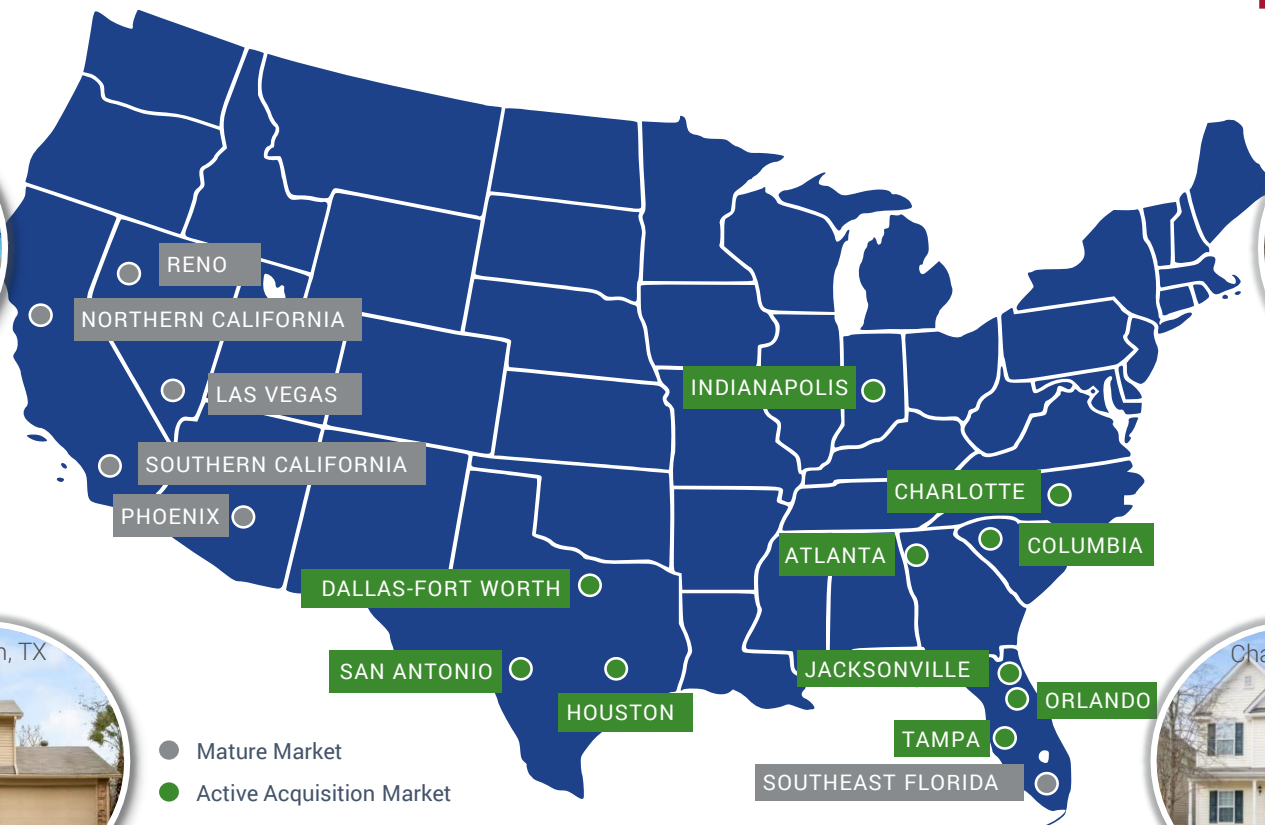 RENO
NORTHERN CALIFORNIA
LAS VEGAS
INDIANAPOLIS
SOUTHERN CALIFORNIA
CHARLOTTE
PHOENIX
COLUMBIA
ATLANTA
DALLAS-FORT WORTH
SAN ANTONIO
JACKSONVILLE
ORLANDO
HOUSTON
TAMPA
SOUTHEAST FLORIDA
TX
Mature Market
Active Acquisition Market